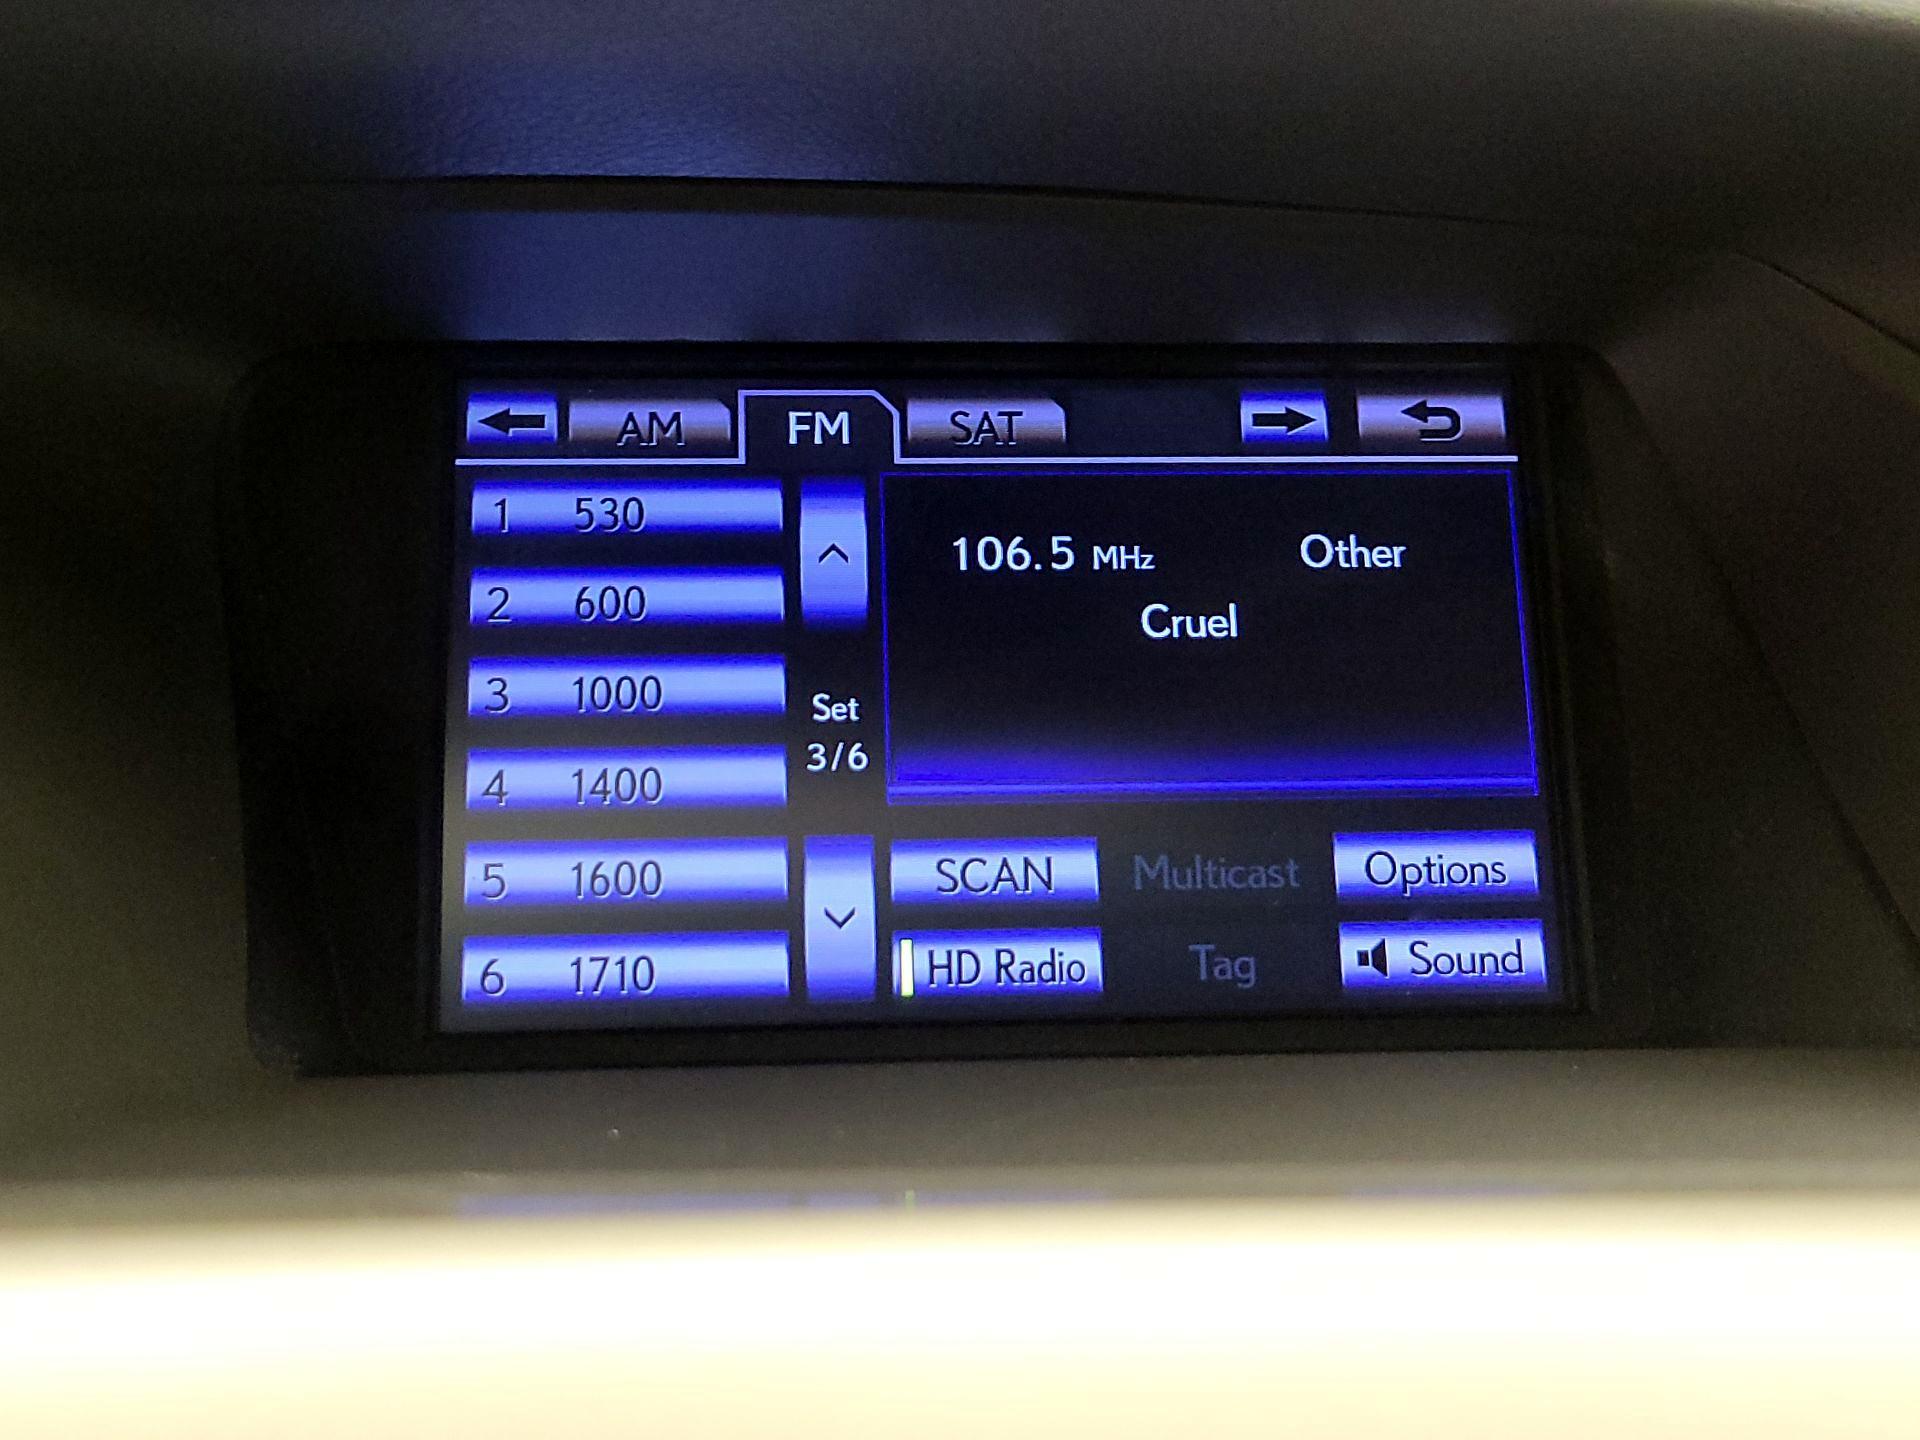 AM FM SAT
1 530
2 600
3 1000
4 1400
5 1600
6 1710
Set
3/6
106.5 MHz Other
Cruel
SCAN Multicast Options
HD Radio Tag Sound